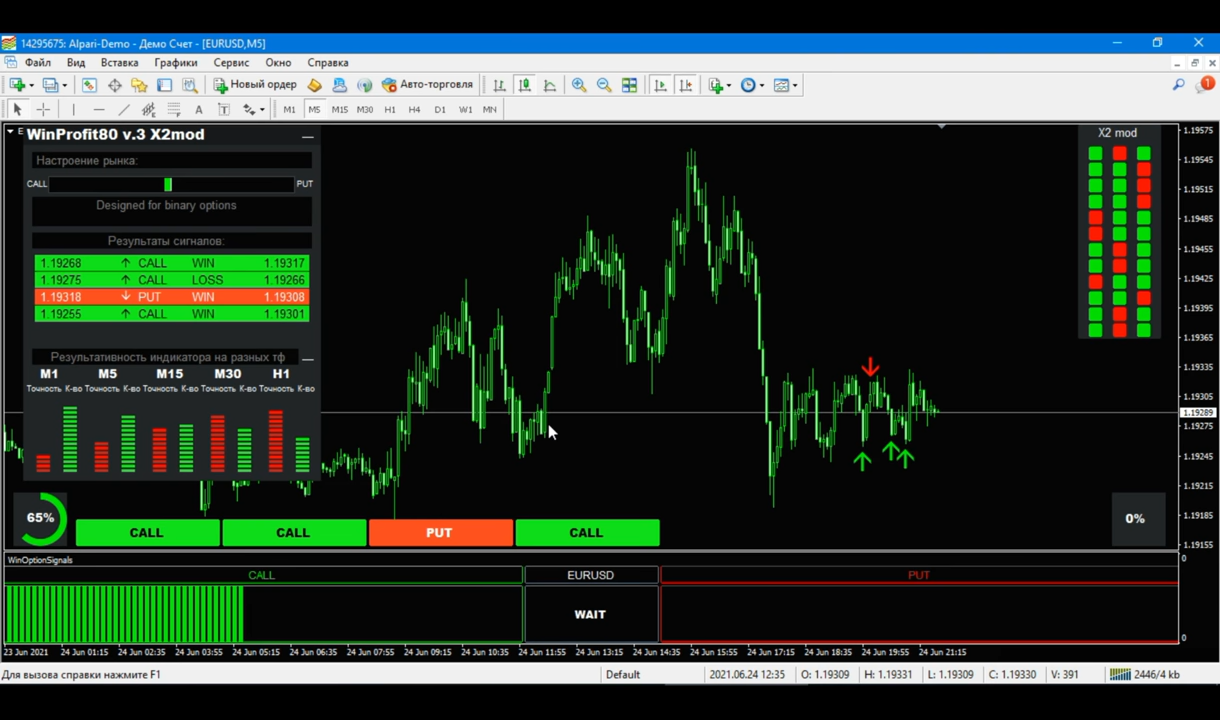 14295675: Alpari-Demo - Демо Счет - [EURUSD,M5]
Файл Вид Вставка Графики Сервис Окно Справка
Новый ордер Авто-торговля 1
A T M1 M5 M15 M30 H1 H4 D1 W1 MN
WinProfit80 v.3 X2mod
Настроение рынка:
CALL PUT
Designed for binary options
Результаты сигналов:
1.19268 ↑ CALL WIN 1.19317
1.19275 ↑ CALL LOSS 1.19266
1.19318 ↓ PUT WIN 1.19308
1.19255 ↑ CALL WIN 1.19301
Результативность индикатора на разных тф
M1 M5 M15 M30 H1
Точность К-во Точность К-во Точность К-во Точность К-во Точность К-во
65%
CALL CALL PUT CALL
X2 mod
0%
1.19575
1.19545
1.19515
1.19485
1.19455
1.19425
1.19395
1.19365
1.19335
1.19305
1.19289
1.19275
1.19245
1.19215
1.19185
1.19155
WinOptionSignals
0
CALL EURUSD PUT
WAIT
0
23 Jun 2021 24 Jun 01:15 24 Jun 02:35 24 Jun 03:55 24 Jun 05:15 24 Jun 06:35 24 Jun 07:55 24 Jun 09:15 24 Jun 10:35 24 Jun 11:55 24 Jun 13:15 24 Jun 14:35 24 Jun 15:55 24 Jun 17:15 24 Jun 18:35 24 Jun 19:55 24 Jun 21:15
Для вызова справки нажмите F1 Default 2021.06.24 12:35 O: 1.19309 H: 1.19331 L: 1.19309 C: 1.19330 V: 391 2446/4 kb